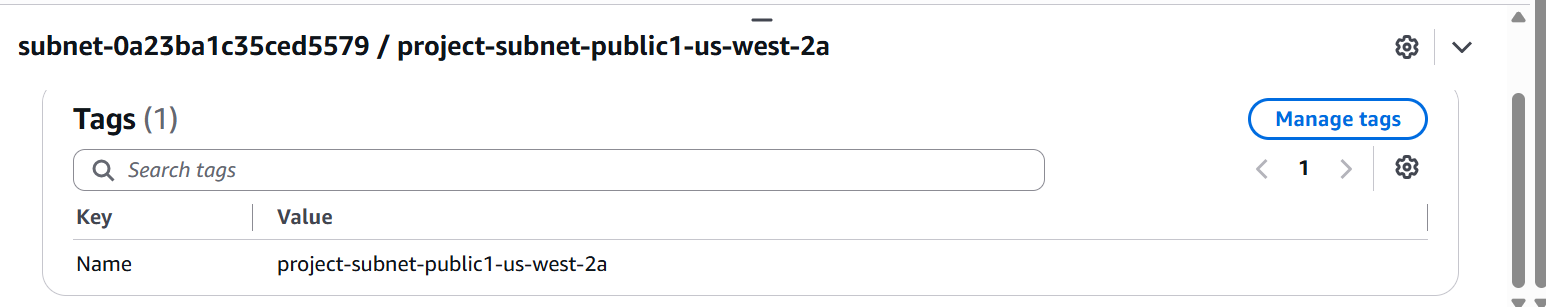 subnet-0a23ba1c35ced5579 / project-subnet-public1-us-west-2a
Tags (1)
Manage tags
Search tags
1
Key Value
Name project-subnet-public1-us-west-2a